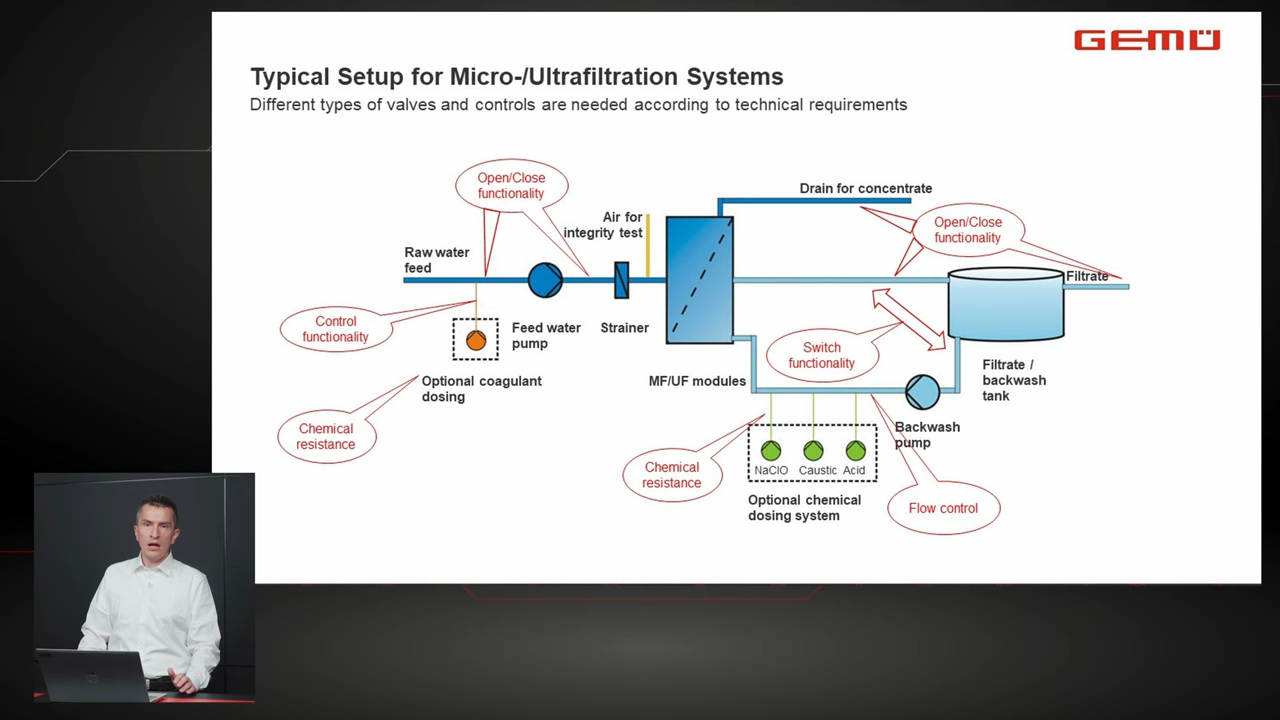 GEMÜ
Typical Setup for Micro-/Ultrafiltration Systems
Different types of valves and controls are needed according to technical requirements
Open/Close
functionality
Drain for concentrate
Air for
integrity test
Open/Close
functionality
Raw water
feed
Filtrate
Control
functionality
Feed water
pump
Strainer
Switch
functionality
Filtrate /
backwash
tank
MF/UF modules
Optional coagulant
dosing
Chemical
resistance
Backwash
pump
Chemical
resistance
NaClO
Caustic
Acid
Optional chemical
dosing system
Flow control